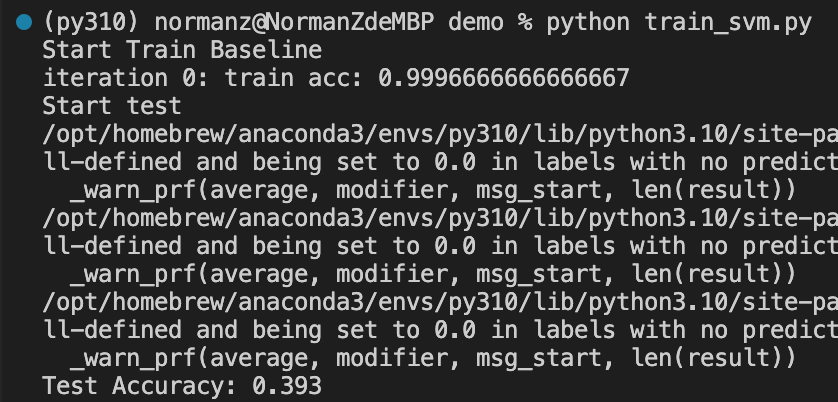 (py310) normanz@NormanZdeMBP demo % python train_svm.py
Start Train Baseline
iteration 0: train acc: 0.9996666666666667
Start test
/opt/homebrew/anaconda3/envs/py310/lib/python3.10/site-pa
ll-defined and being set to 0.0 in labels with no predict
_warn_prf(average, modifier, msg_start, len(result))
/opt/homebrew/anaconda3/envs/py310/lib/python3.10/site-pa
ll-defined and being set to 0.0 in labels with no predict
_warn_prf(average, modifier, msg_start, len(result))
/opt/homebrew/anaconda3/envs/py310/lib/python3.10/site-pa
ll-defined and being set to 0.0 in labels with no predict
_warn_prf(average, modifier, msg_start, len(result))
Test Accuracy: 0.393